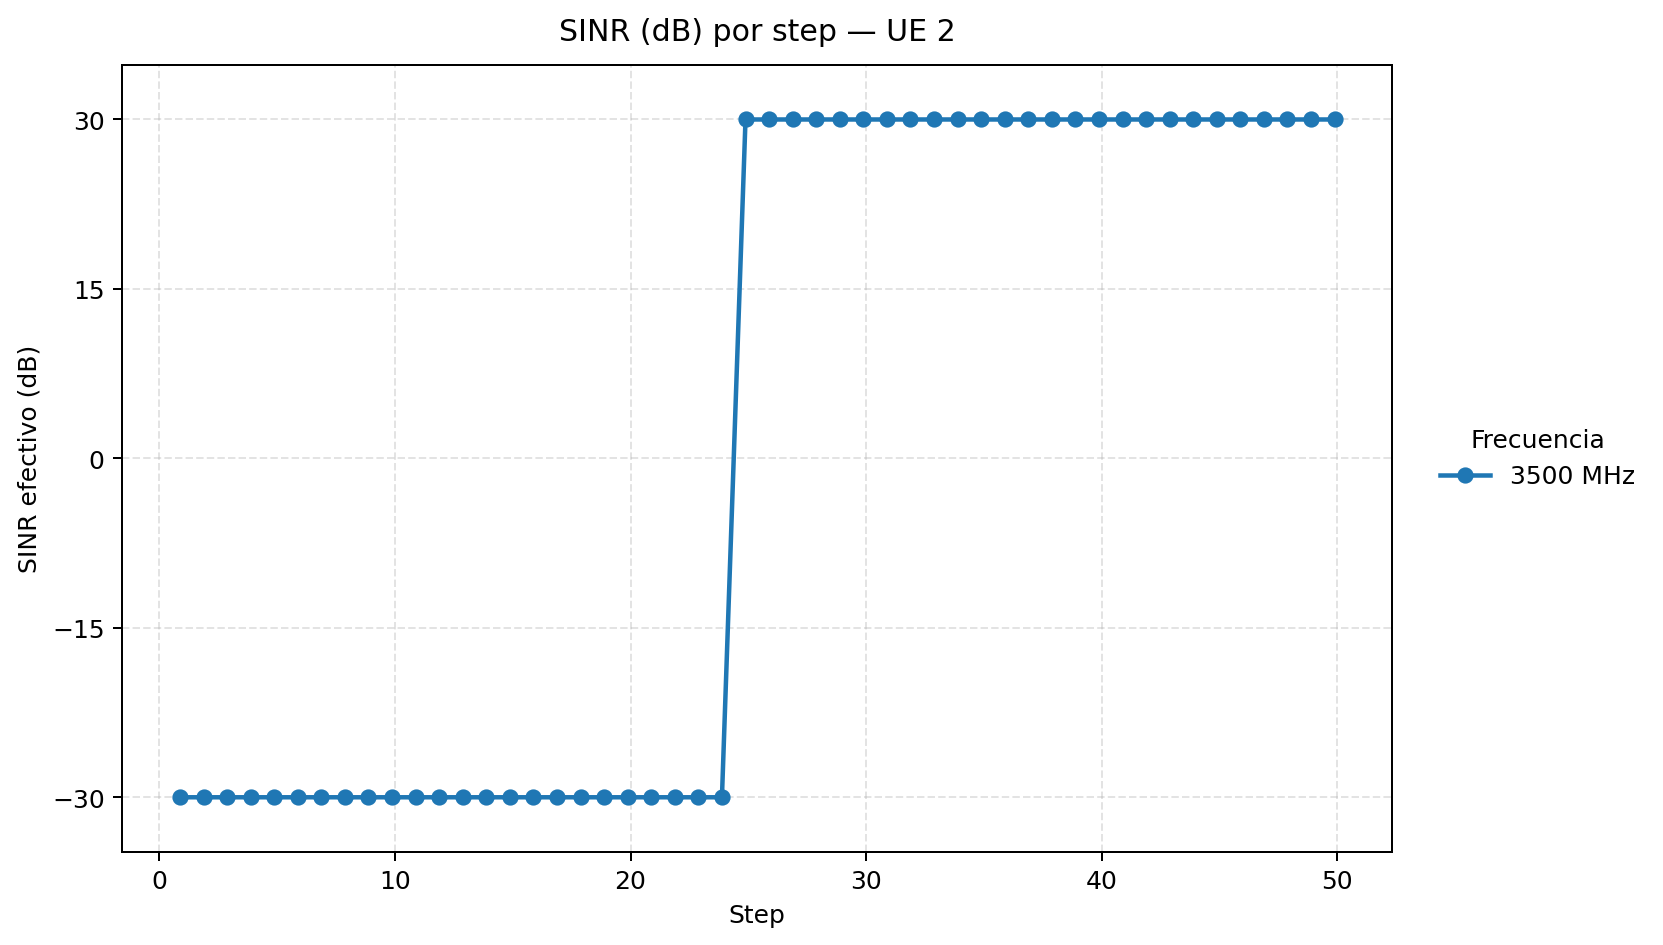 SINR (dB) por step — UE 2
30
15
0
−15
−30
SINR efectivo (dB)
0 10 20 30 40 50
Step
Frecuencia
3500 MHz